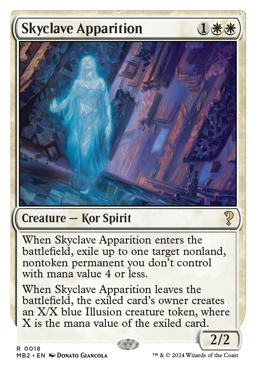 Skyclave Apparition 1
Creature — Kor Spirit
When Skyclave Apparition enters the
battlefield, exile up to one target nonland,
nontoken permanent you don't control
with mana value 4 or less.
When Skyclave Apparition leaves the
battlefield, the exiled card's owner creates
an X/X blue Illusion creature token, where
X is the mana value of the exiled card.
2/2
R 0018
MB2 • EN Donato Giancola
™ & © 2024 Wizards of the Coast